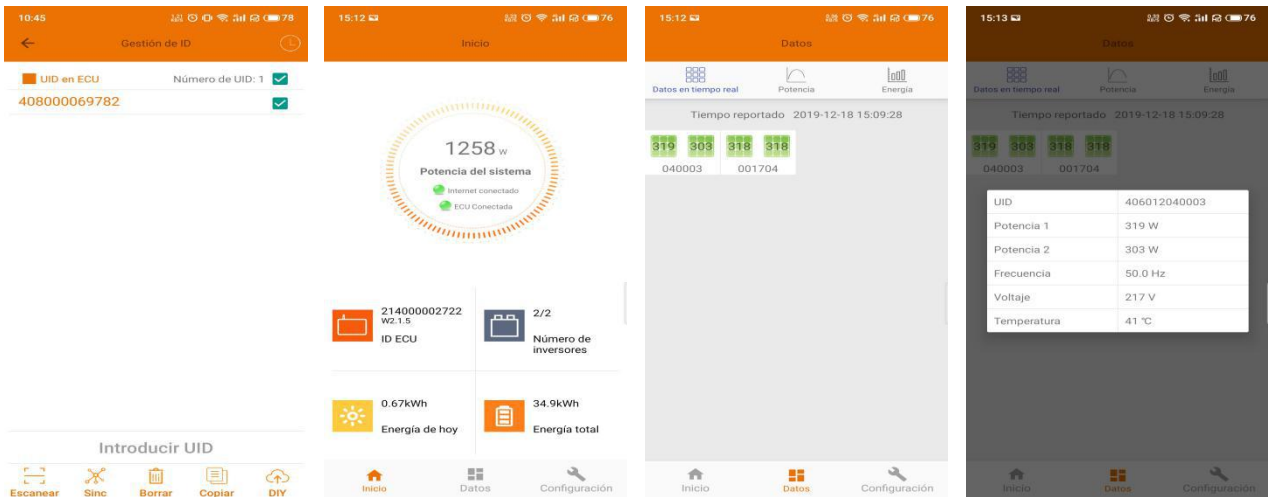 10:45
78
Gestión de ID
UID en ECU Número de UID: 1
408000069782
Introducir UID
Escanear Sinc Borrar Copiar DIY
15:12
76
Inicio
1258 W
Potencia del sistema
Internet conectado
ECU Conectada
214000002722
W2.1.5
ID ECU
2/2
Número de
inversores
0.67kWh
Energía de hoy
34.9kWh
Energía total
Inicio Datos Configuración
15:12
76
Datos
Datos en tiempo real Potencia Energía
Tiempo reportado 2019-12-18 15:09:28
319 303 318 318
040003 001704
Inicio Datos Configuración
15:13
76
Datos
Datos en tiempo real Potencia Energía
Tiempo reportado 2019-12-18 15:09:28
319 303 318 318
040003 001704
UID 406012040003
Potencia 1 319 W
Potencia 2 303 W
Frecuencia 50.0 Hz
Voltaje 217 V
Temperatura 41 ℃
Inicio Datos Configuración